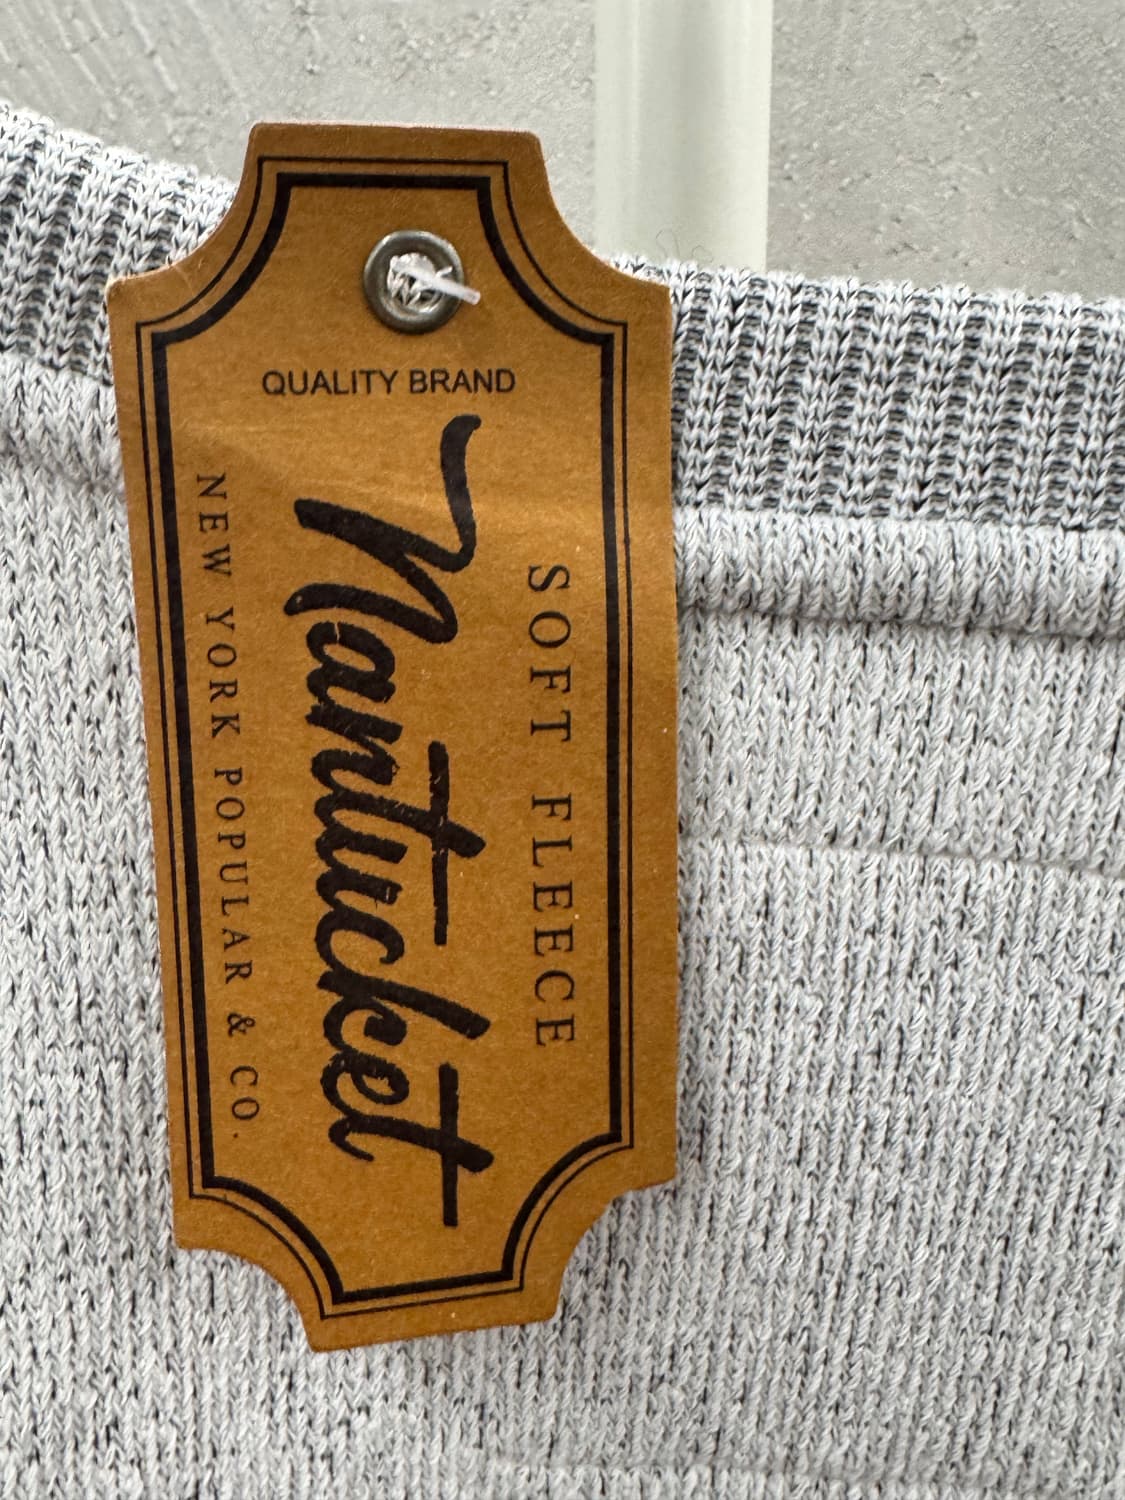 QUALITY BRAND
SOFT FLEECE
Nantucket
NEW YORK POPULAR & CO.